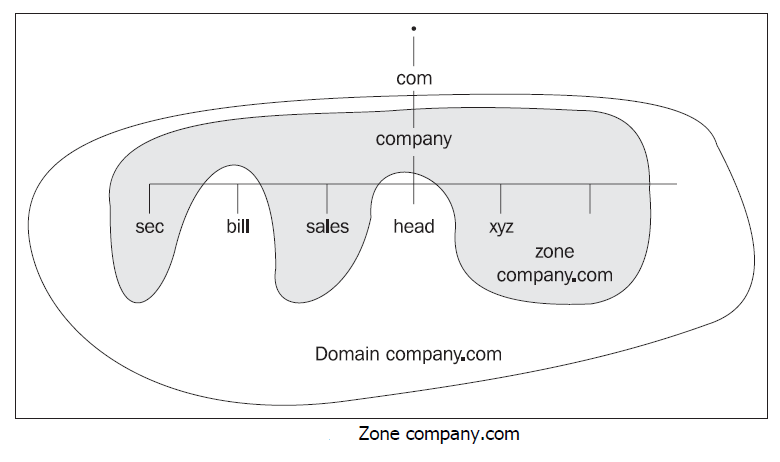 .
com
company
sec bill sales head xyz
zone
company.com
Domain company.com
Zone company.com